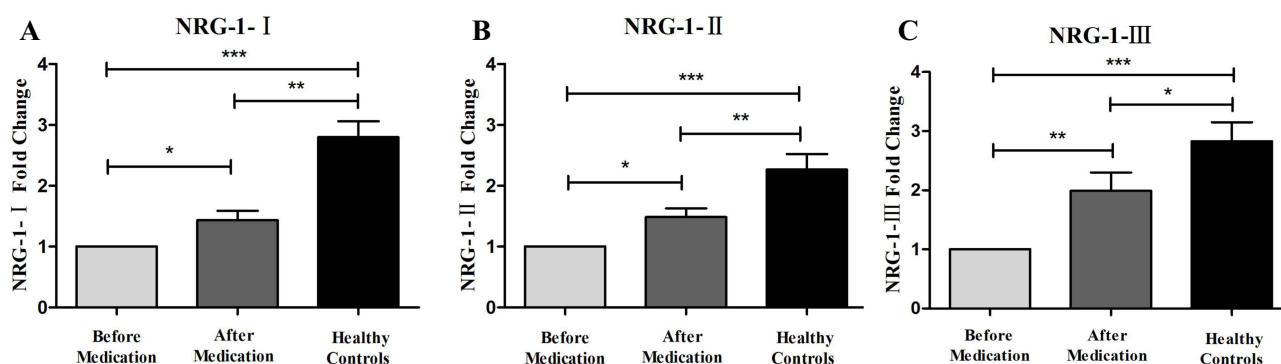 A
NRG-1-Ⅰ
NRG-1-Ⅰ Fold Change
4
3
2
1
0
***
**
*
Before
Medication
After
Medication
Healthy
Controls
B
NRG-1-Ⅱ
NRG-1-Ⅱ Fold Change
4
3
2
1
0
***
**
*
Before
Medication
After
Medication
Healthy
Controls
C
NRG-1-Ⅲ
NRG-1-Ⅲ Fold Change
4
3
2
1
0
***
*
**
Before
Medication
After
Medication
Healthy
Controls